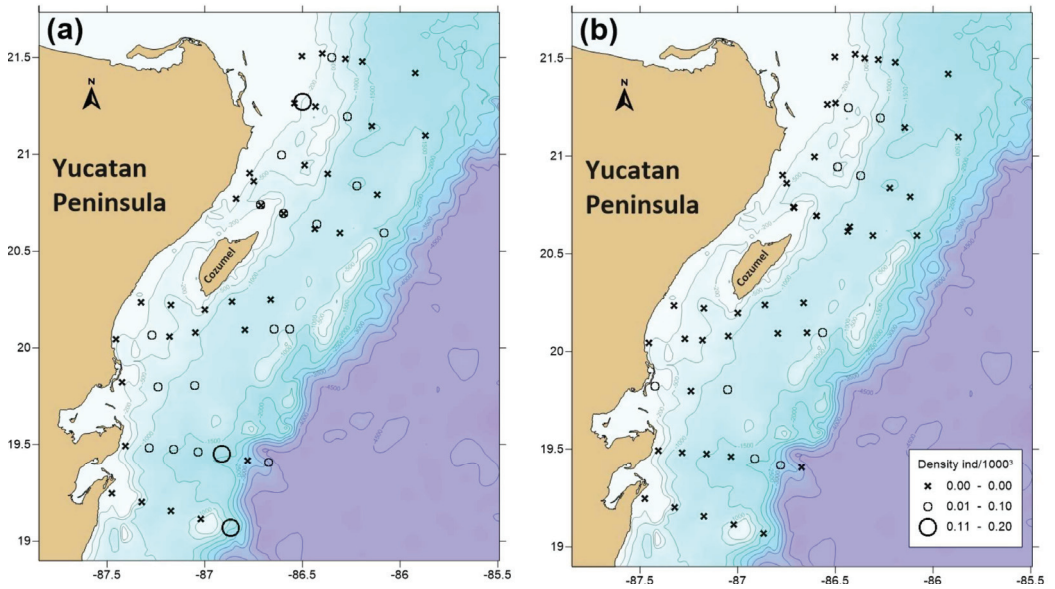 (a)
(b)
N
N
Yucatan
Peninsula
Yucatan
Peninsula
Cozumel
Cozumel
21.5
21
20.5
20
19.5
19
-87.5
-87
-86.5
-86
-85.5
21.5
21
20.5
20
19.5
19
-87.5
-87
-86.5
-86
-85.5
Density ind/1000³
0.00 - 0.00
0.01 - 0.10
0.11 - 0.20